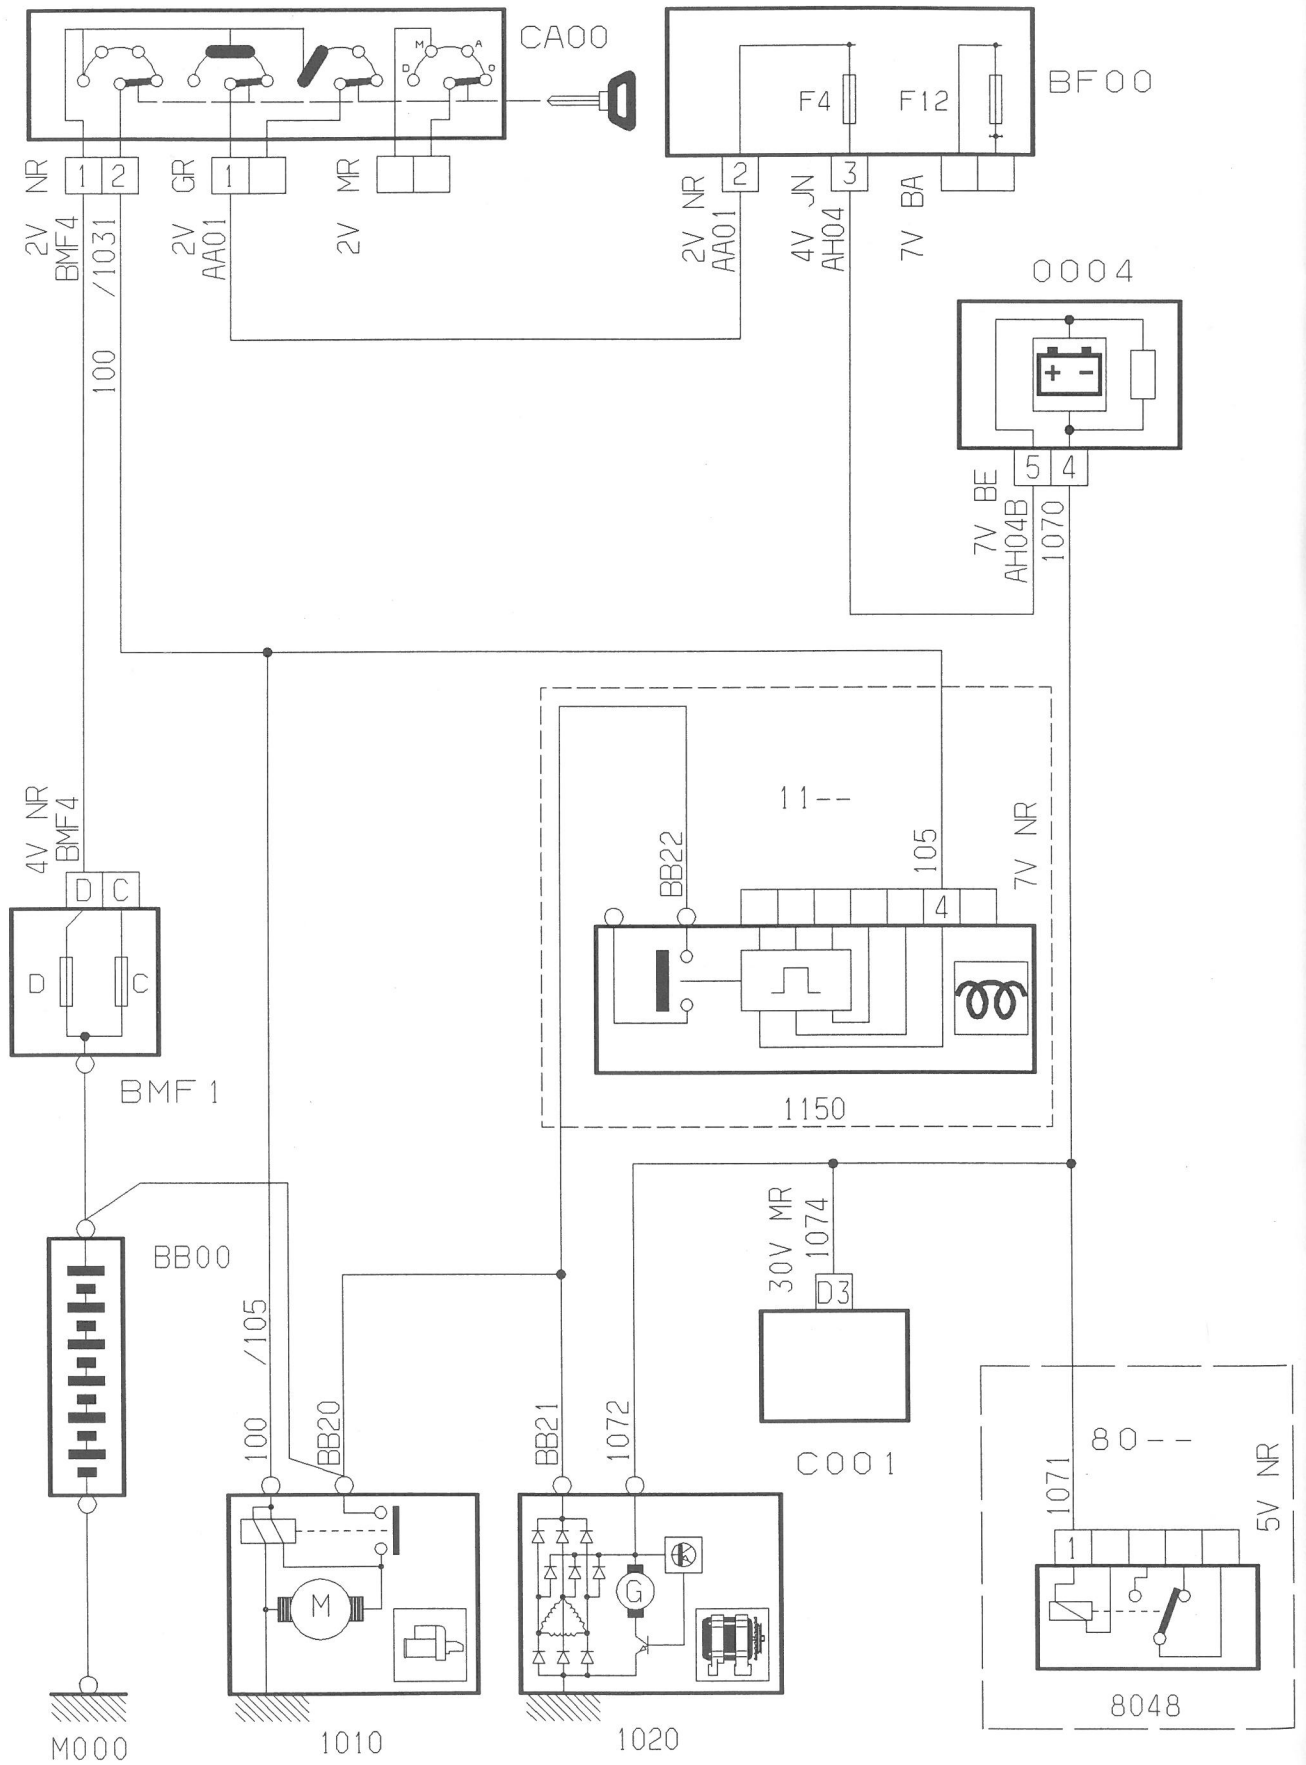 CA00
M
A
D
O
BF00
F4
F12
1
2
1
2
3
2V NR
BMF4
100 /1031
2V GR
AA01
2V MR
2V NR
AA01
4V JN
AH04
7V BA
0004
+ -
5
4
7V BE
AH04B
1070
11--
4V NR
BMF4
D
C
D
C
BMF1
BB22
105
7V NR
4
1150
BB00
30V MR
1074
D3
C001
100 /105
BB20
BB21
1072
80--
1071
5V NR
1
M
G
8048
M000
1010
1020